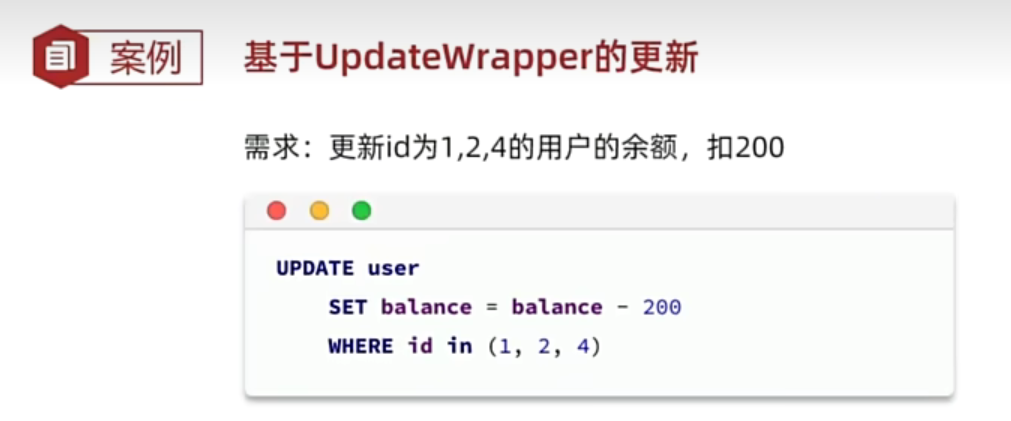 案例
基于UpdateWrapper的更新
需求：更新id为1,2,4的用户的余额，扣200
UPDATE user
SET balance = balance - 200
WHERE id in (1, 2, 4)